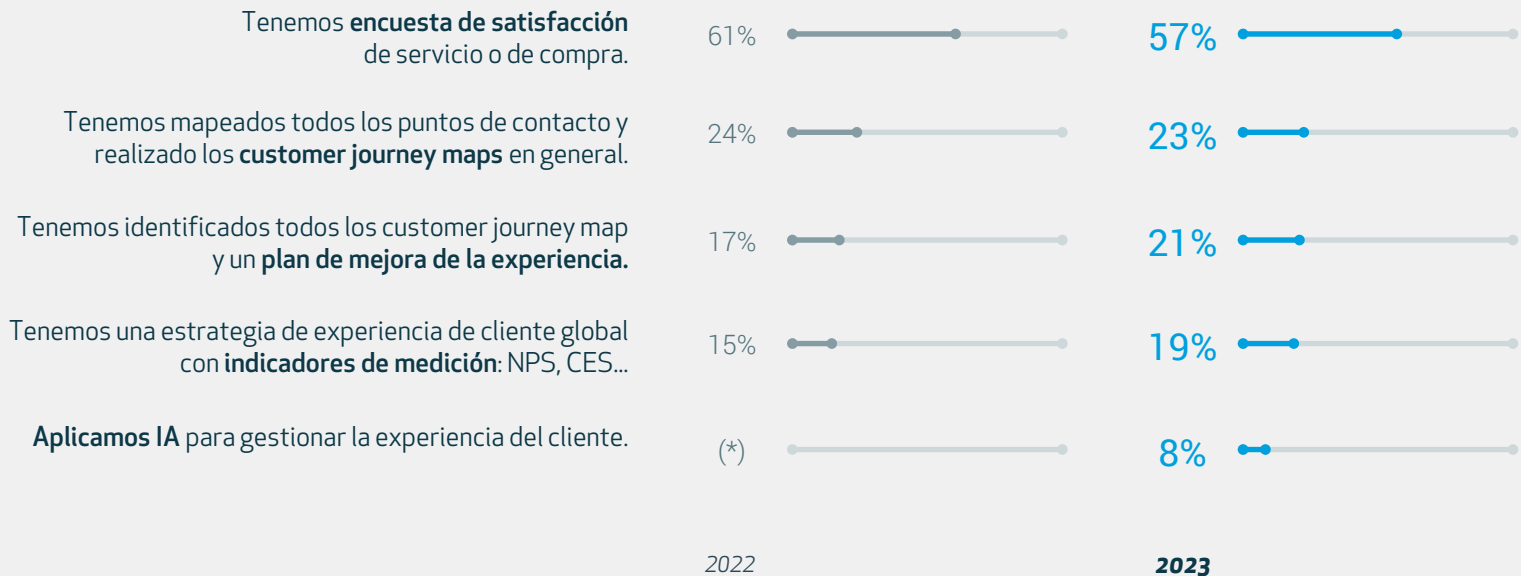 Tenemos encuesta de satisfacción
de servicio o de compra.
61%
57%
Tenemos mapeados todos los puntos de contacto y
realizado los customer journey maps en general.
24%
23%
Tenemos identificados todos los customer journey map
y un plan de mejora de la experiencia.
17%
21%
Tenemos una estrategia de experiencia de cliente global
con indicadores de medición: NPS, CES...
15%
19%
Aplicamos IA para gestionar la experiencia del cliente.
(*)
8%
2022
2023